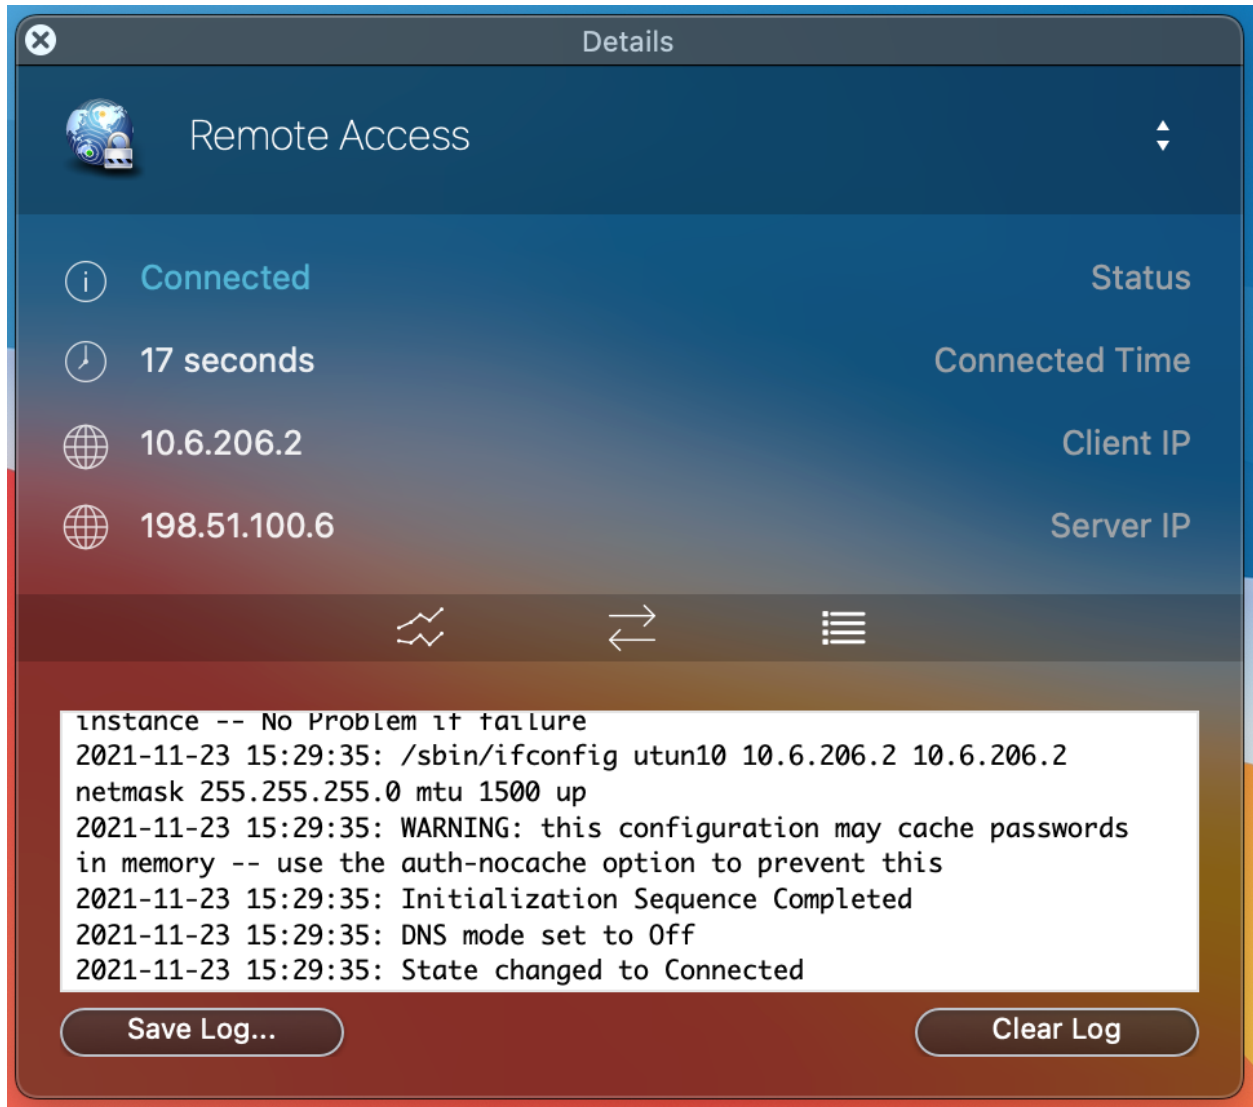 Details
Remote Access
Connected
Status
17 seconds
Connected Time
10.6.206.2
Client IP
198.51.100.6
Server IP
instance -- No Problem if failure
2021-11-23 15:29:35: /sbin/ifconfig utun10 10.6.206.2 10.6.206.2
netmask 255.255.255.0 mtu 1500 up
2021-11-23 15:29:35: WARNING: this configuration may cache passwords
in memory -- use the auth-nocache option to prevent this
2021-11-23 15:29:35: Initialization Sequence Completed
2021-11-23 15:29:35: DNS mode set to Off
2021-11-23 15:29:35: State changed to Connected
Save Log...
Clear Log